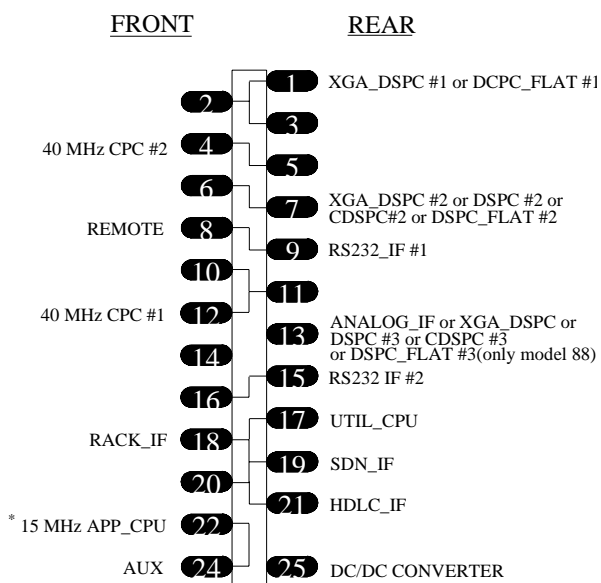 FRONT REAR
1 XGA_DSPC #1 or DCPC_FLAT #1
2
3
40 MHz CPC #2 4
5
6
7 XGA_DSPC #2 or DSPC #2 or
CDSPC#2 or DSPC_FLAT #2
REMOTE 8
9 RS232_IF #1
10
11
40 MHz CPC #1 12
13 ANALOG_IF or XGA_DSPC or
DSPC #3 or CDSPC #3
or DSPC_FLAT #3(only model 88)
14
15 RS232 IF #2
16
17 UTIL_CPU
RACK_IF 18
19 SDN_IF
20
21 HDLC_IF
* 15 MHz APP_CPU 22
AUX 24
25 DC/DC CONVERTER